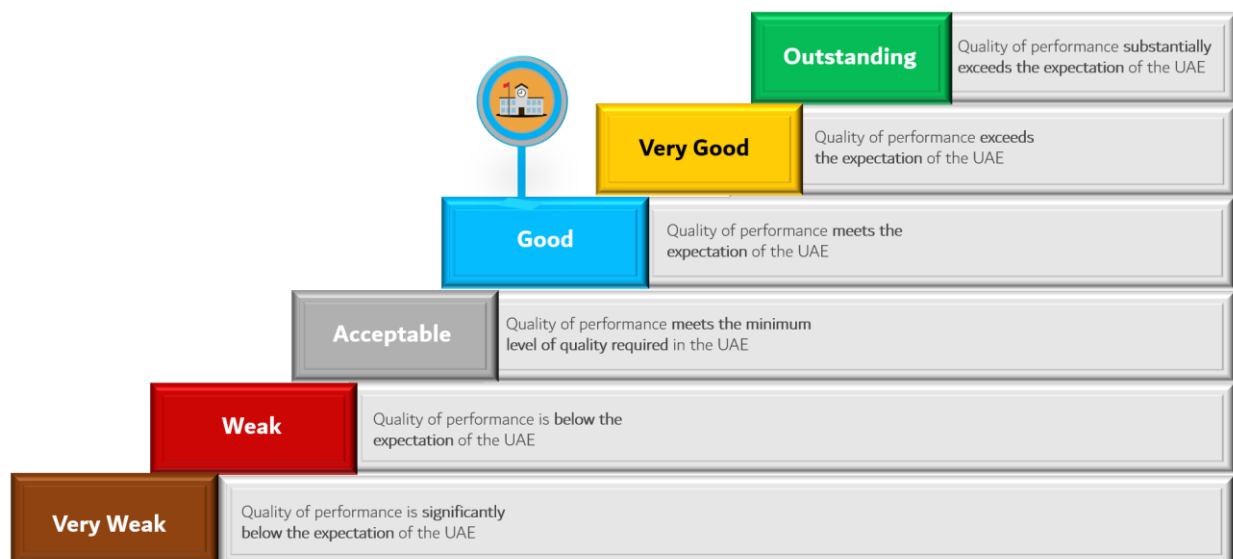 Outstanding
Quality of performance substantially
exceeds the expectation of the UAE
Very Good
Quality of performance exceeds
the expectation of the UAE
Good
Quality of performance meets the
expectation of the UAE
Acceptable
Quality of performance meets the minimum
level of quality required in the UAE
Weak
Quality of performance is below the
expectation of the UAE
Very Weak
Quality of performance is significantly
below the expectation of the UAE